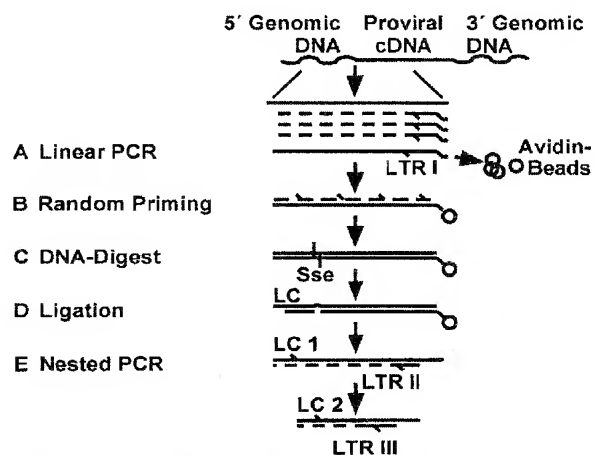 5´ Genomic DNA
Proviral cDNA
3´ Genomic DNA
A Linear PCR
LTR I
Avidin-Beads
B Random Priming
C DNA-Digest
Sse
LC
D Ligation
LC 1
E Nested PCR
LTR II
LC 2
LTR III